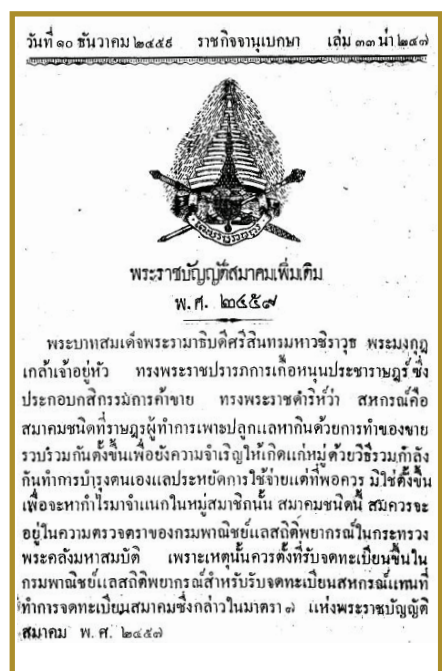 วันที่ ๑๐ ธันวาคม ๒๔๕๙ ราชกิจจานุเบกษา เล่ม ๓๓ น่า ๒๔๗
พระราชบัญญัติสมาคมเพิ่มเติม
พ.ศ. ๒๔๕๙
พระบาทสมเด็จพระรามาธิบดีศรีสินทรมหาวชิราวุธ พระมงกุฎ
เกล้าเจ้าอยู่หัว ทรงพระราชปรารภการเกื้อหนุนประชาราษฎร์ ซึ่ง
ประกอบกสิกรรมการค้าขาย ทรงพระราชดำริห์ว่า สหกรณ์คือ
สมาคมชนิดที่ราษฎรผู้ทำการเพาะปลูกแลหากินด้วยการทำของขาย
รวบรวมกันตั้งขึ้นเพื่อยังความจำเริญให้เกิดแก่หมู่ด้วยวิธีรวมกำลัง
กันทำการบำรุงตนเองแลประหยัดการใช้จ่ายแต่ที่พอควร มิใช่ตั้งขึ้น
เพื่อจะหากำไรมาจำแนกในหมู่สมาชิกนั้น สมาคมชนิดนี้ สมควรจะ
อยู่ในความตรวจตราของกรมพาณิชย์แลสถิติพยากรณ์ในกระทรวง
พระคลังมหาสมบัติ เพราะเหตุนั้นควรตั้งที่รับจดทะเบียนขึ้นใน
กรมพาณิชย์แลสถิติพยากรณ์สำหรับรับจดทะเบียนสหกรณ์แทนที่
ทำการจดทะเบียนสมาคมซึ่งกล่าวในมาตรา ๗ แห่งพระราชบัญญัติ
สมาคม พ.ศ. ๒๔๕๗